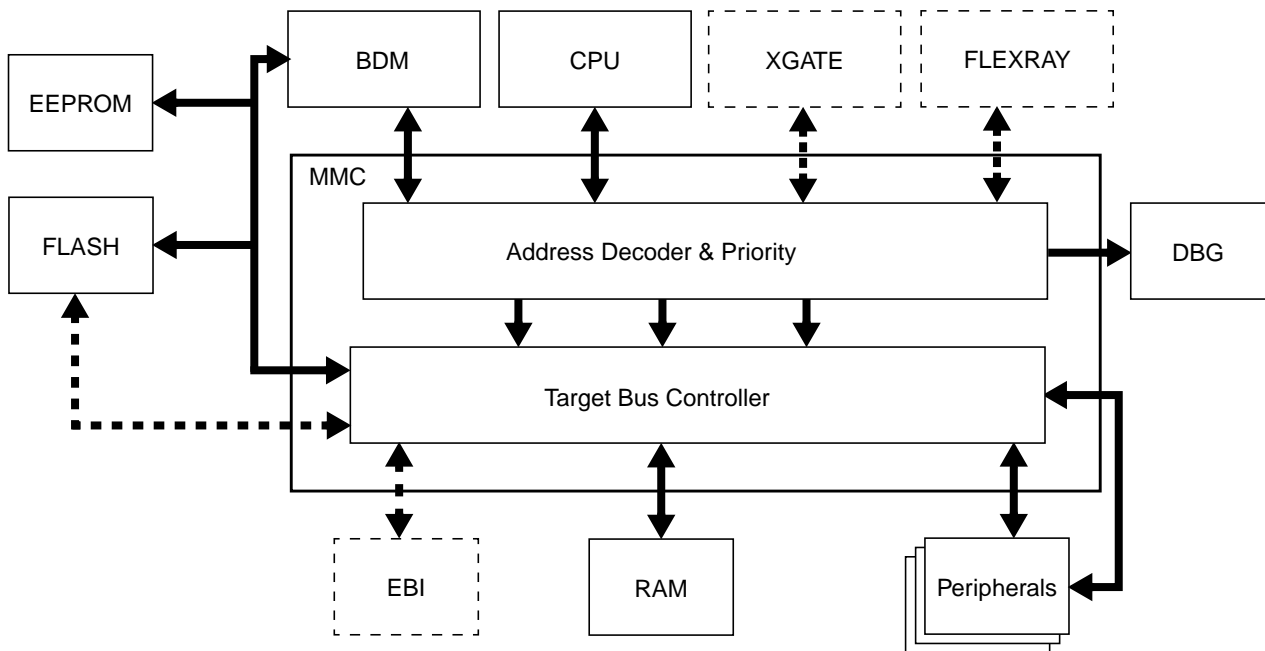 BDM
CPU
XGATE
FLEXRAY
EEPROM
MMC
FLASH
Address Decoder & Priority
DBG
Target Bus Controller
EBI
RAM
Peripherals